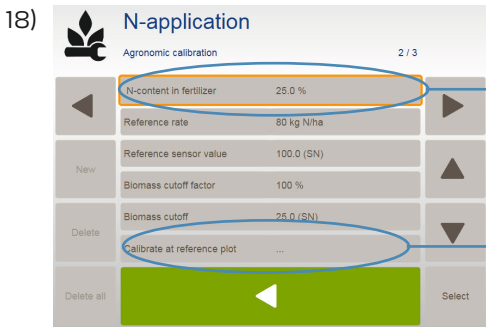 18)
N-application
Agronomic calibration 2 / 3
N-content in fertilizer 25.0 %
Reference rate 80 kg N/ha
Reference sensor value 100.0 (SN)
New
Biomass cutoff factor 100 %
Biomass cutoff 25.0 (SN)
Delete
Calibrate at reference plot ...
Delete all
Select